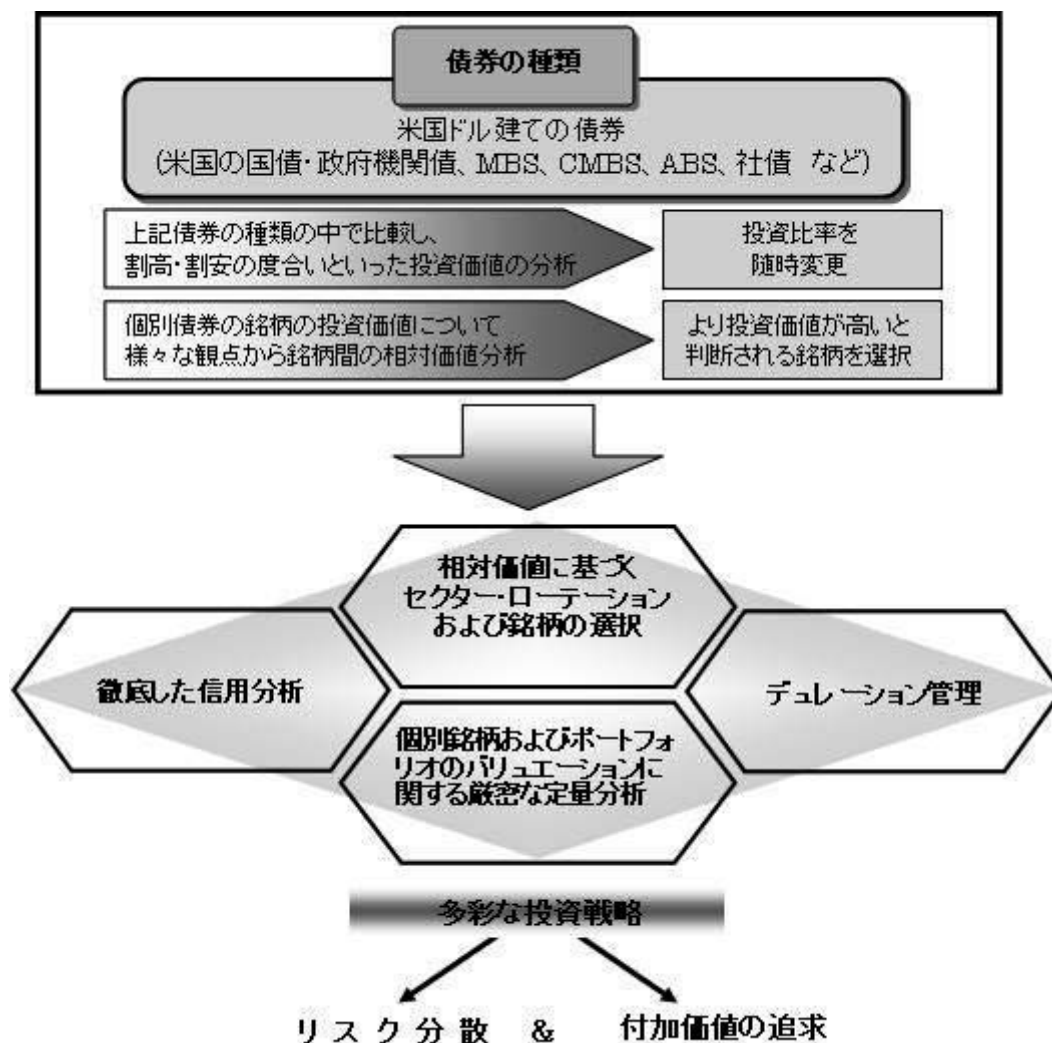 債券の種類
米国ドル建ての債券
(米国の国債・政府機関債、MBS、CMBS、ABS、社債 など)
上記債券の種類の中で比較し、
割高・割安の度合いといった投資価値の分析
投資比率を
随時変更
個別債券の銘柄の投資価値について
様々な観点から銘柄間の相対価値分析
より投資価値が高いと
判断される銘柄を選択
相対価値に基づく
セクター・ローテーション
および銘柄の選択
徹底した信用分析
デュレーション管理
個別銘柄およびポートフォ
リオのバリュエーションに
関する厳密な定量分析
多彩な投資戦略
リスク分散 & 付加価値の追求